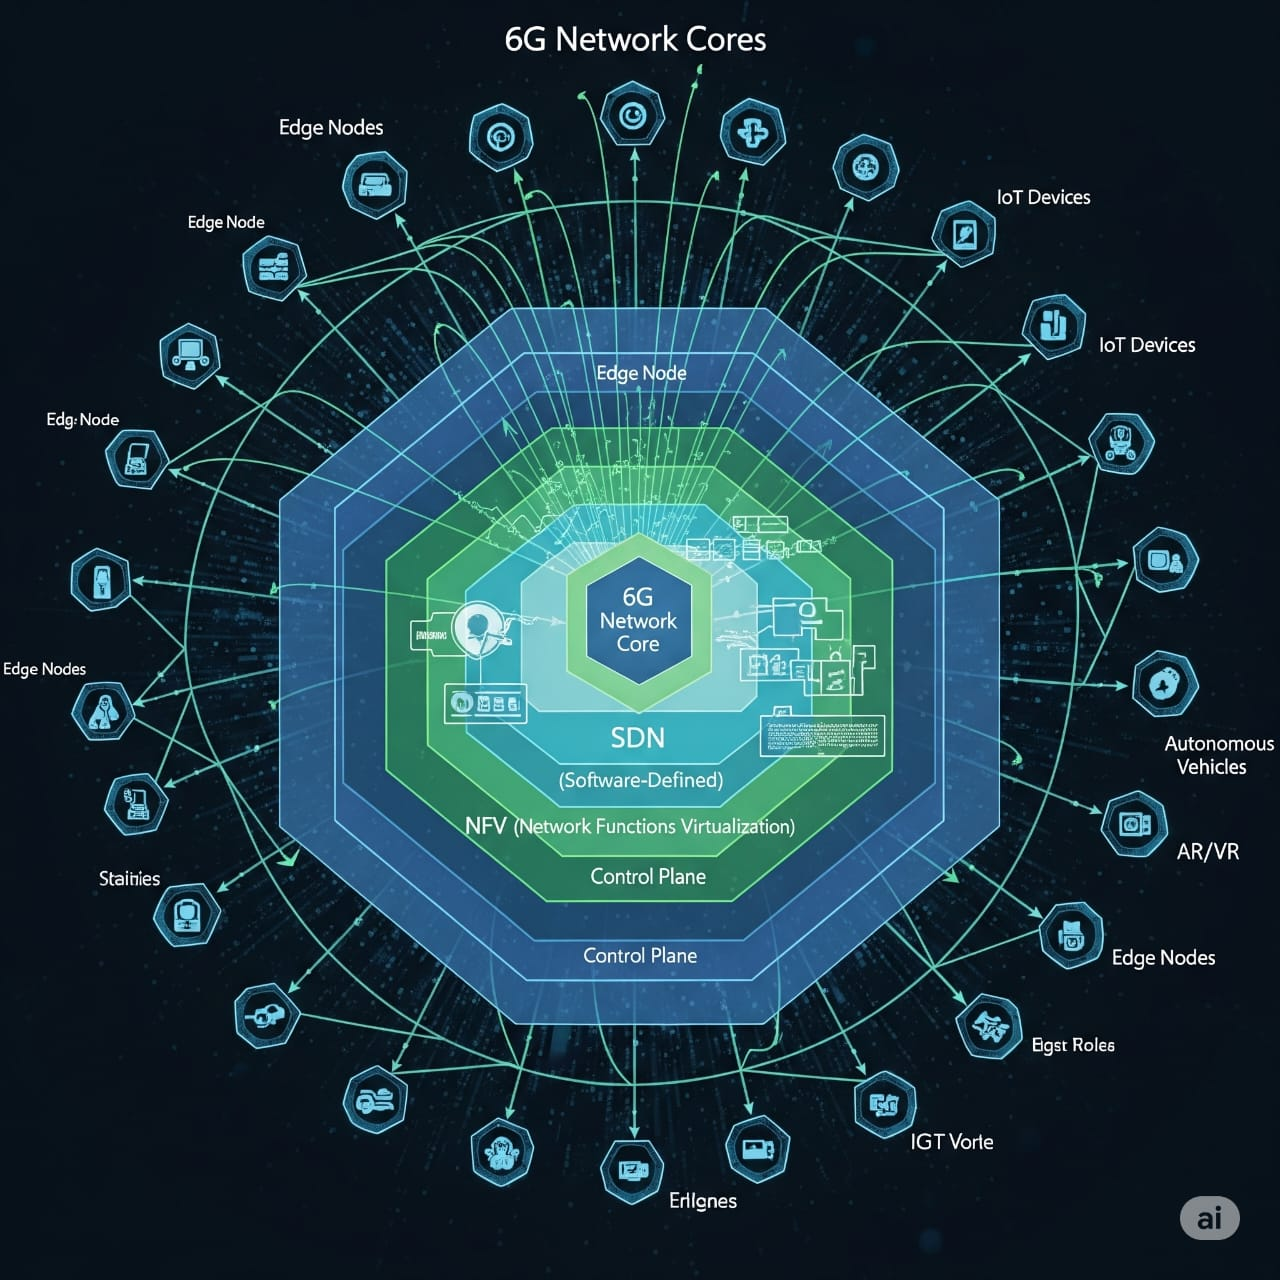 6G Network Cores
Edge Nodes
IoT Devices
Edge Node
IoT Devices
Edge Node
Edg: Node
6G
Network
Core
Edge Nodes
SDN
Autonomous
Vehicles
(Software-Defined)
NFV (Network Functions Virtualization)
AR/VR
Control Plane
Staitiies
Control Plane
Edge Nodes
Egst Roles
IGT Vorte
Erllgnes
ai